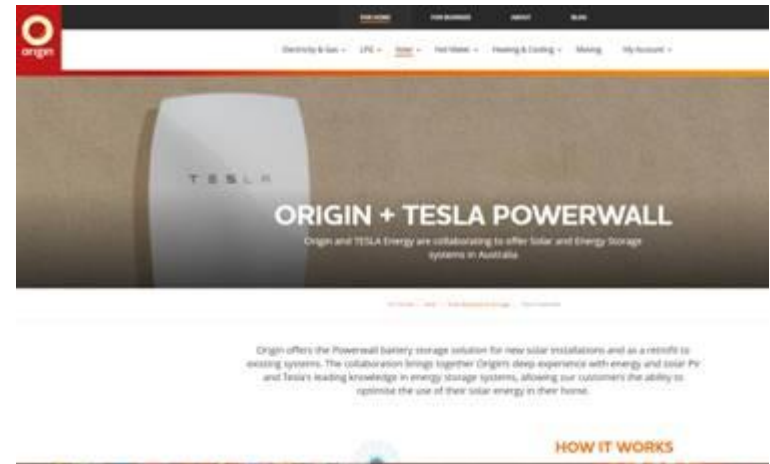 FOR HOME FOR BUSINESS ABOUT BLOG
origin
Electricity & Gas LPG Solar Hot Water Heating & Cooling Moving My Account
TESLA
ORIGIN + TESLA POWERWALL
Origin and TESLA Energy are collaborating to offer Solar and Energy Storage
systems in Australia
Origin offers the Powerwall battery storage solution for new solar installations and as a retrofit to
existing systems. The collaboration brings together Origin's deep experience with energy and solar PV
and Tesla's leading knowledge in energy storage systems, allowing our customers the ability to
optimise the use of their solar energy in their home.
HOW IT WORKS